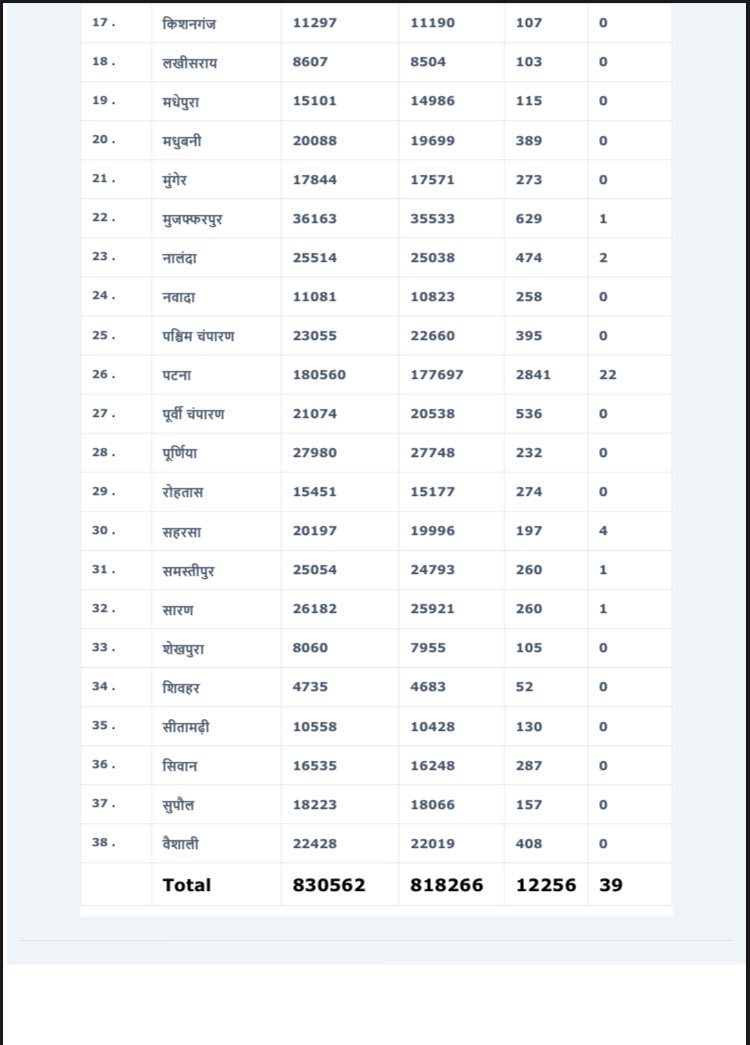 17. किशनगंज 11297 11190 107 0
18. लखीसराय 8607 8504 103 0
19. मधेपुरा 15101 14986 115 0
20. मधुबनी 20088 19699 389 0
21. मुंगेर 17844 17571 273 0
22. मुजफ्फरपुर 36163 35533 629 1
23. नालंदा 25514 25038 474 2
24. नवादा 11081 10823 258 0
25. पश्चिम चंपारण 23055 22660 395 0
26. पटना 180560 177697 2841 22
27. पूर्वी चंपारण 21074 20538 536 0
28. पूर्णिया 27980 27748 232 0
29. रोहतास 15451 15177 274 0
30. सहरसा 20197 19996 197 4
31. समस्तीपुर 25054 24793 260 1
32. सारण 26182 25921 260 1
33. शेखपुरा 8060 7955 105 0
34. शिवहर 4735 4683 52 0
35. सीतामढ़ी 10558 10428 130 0
36. सिवान 16535 16248 287 0
37. सुपौल 18223 18066 157 0
38. वैशाली 22428 22019 408 0
Total 830562 818266 12256 39